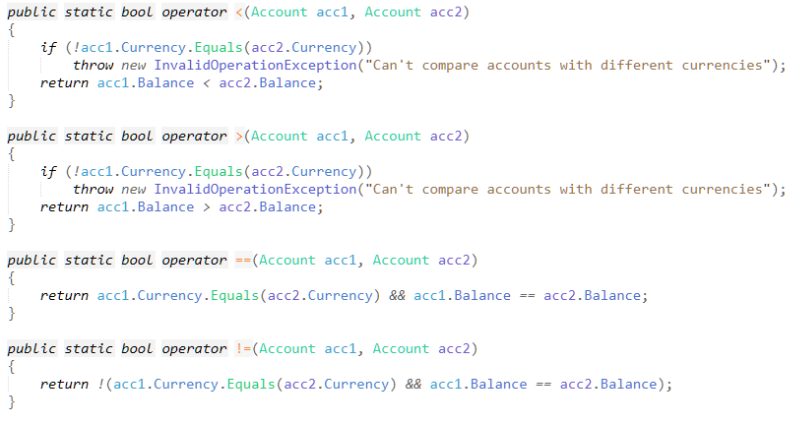 public static bool operator <(Account acc1, Account acc2)
{
if (!acc1.Currency.Equals(acc2.Currency))
throw new InvalidOperationException("Can't compare accounts with different currencies");
return acc1.Balance < acc2.Balance;
}
public static bool operator >(Account acc1, Account acc2)
{
if (!acc1.Currency.Equals(acc2.Currency))
throw new InvalidOperationException("Can't compare accounts with different currencies");
return acc1.Balance > acc2.Balance;
}
public static bool operator ==(Account acc1, Account acc2)
{
return acc1.Currency.Equals(acc2.Currency) && acc1.Balance == acc2.Balance;
}
public static bool operator !=(Account acc1, Account acc2)
{
return !(acc1.Currency.Equals(acc2.Currency) && acc1.Balance == acc2.Balance);
}